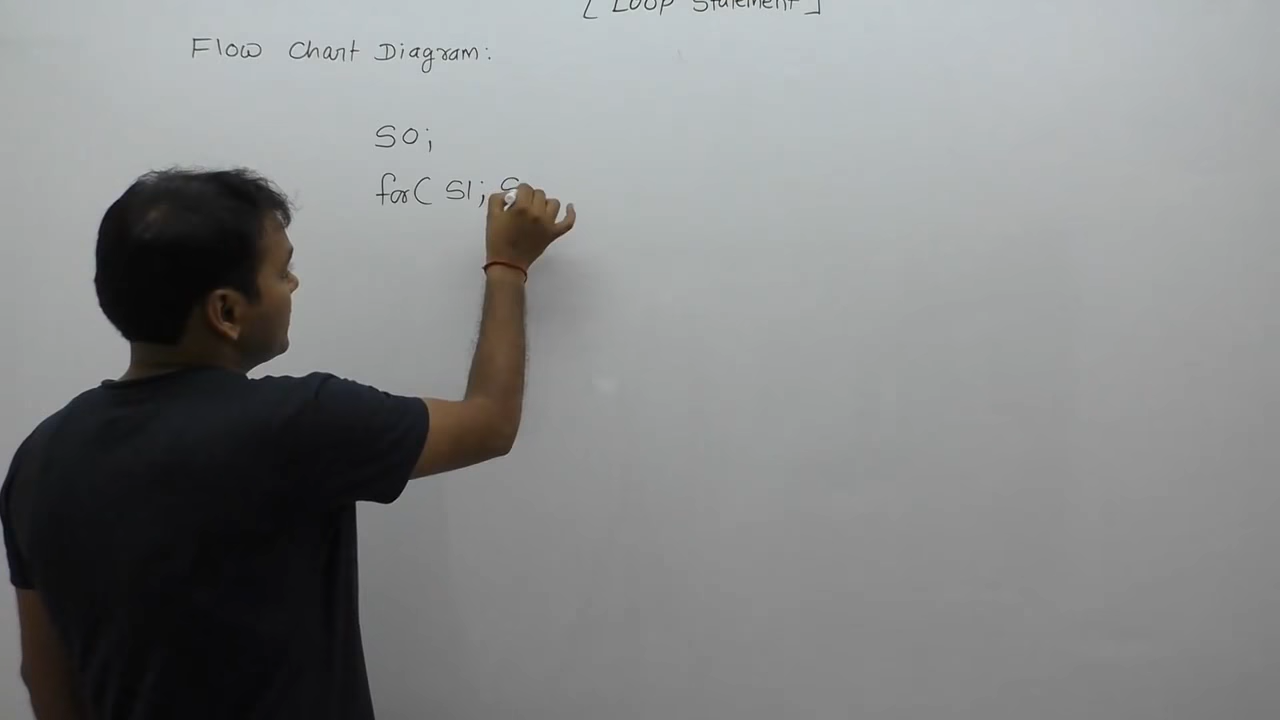 [ Loop Statement ]
Flow Chart Diagram:
S0;
for( S1; S